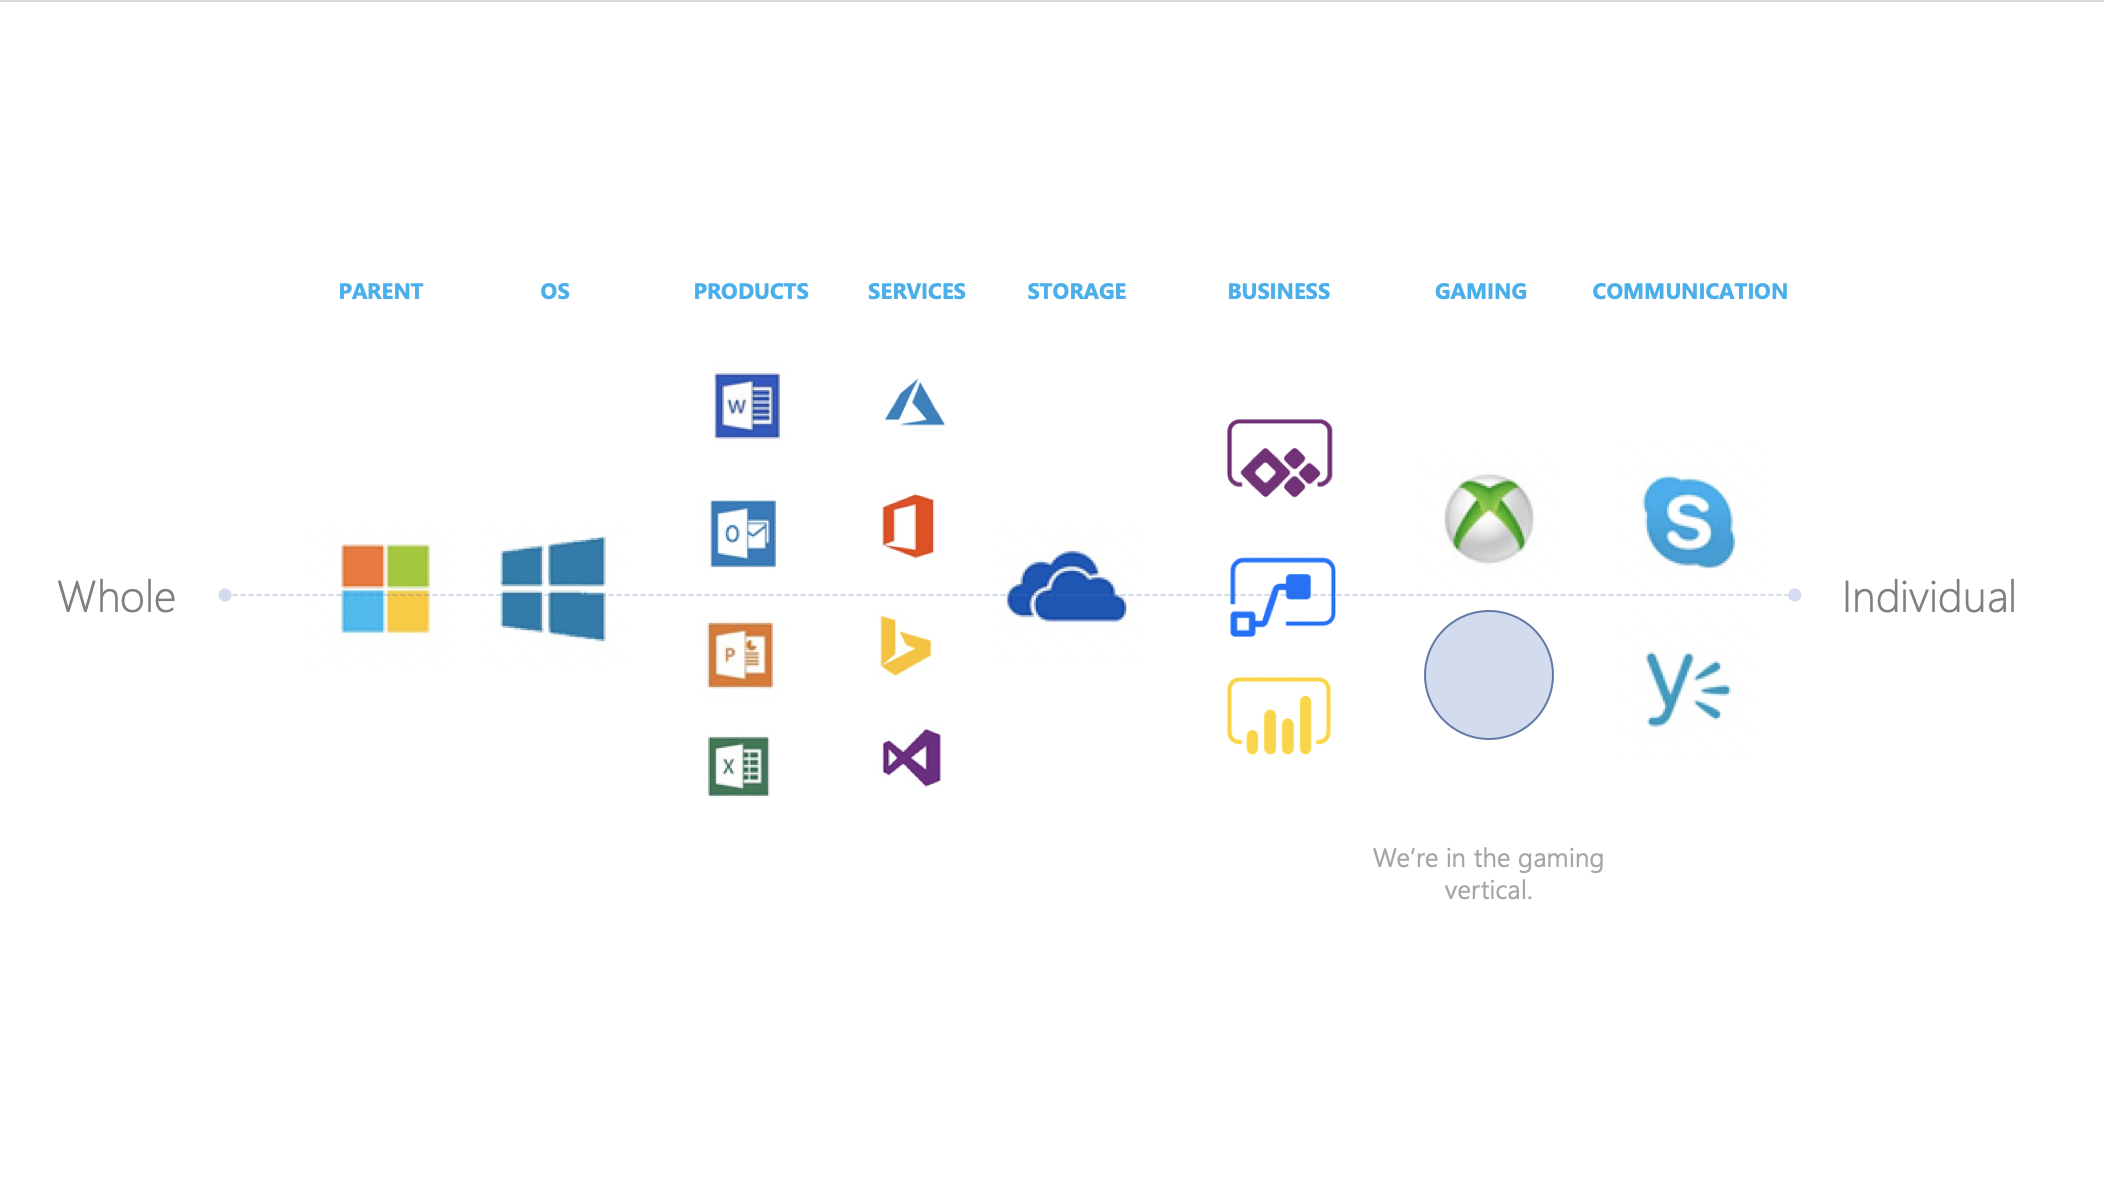 PARENT
OS
PRODUCTS
SERVICES
STORAGE
BUSINESS
GAMING
COMMUNICATION
W
O
P
X
S
y
Whole
Individual
We’re in the gaming
vertical.